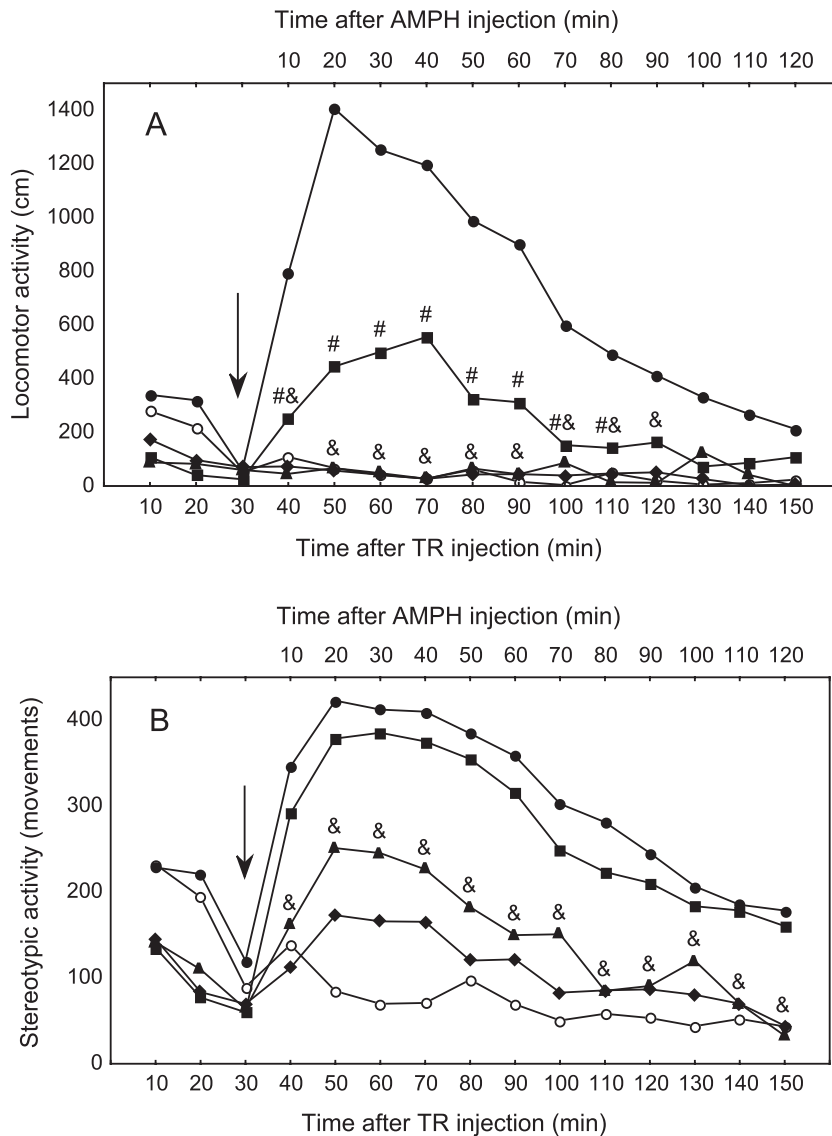 Time after AMPH injection (min)
10 20 30 40 50 60 70 80 90 100 110 120
A
1400
1200
1000
800
600
400
200
0
Locomotor activity (cm)
# # #
#& # # #& #& &
& & & & &
10 20 30 40 50 60 70 80 90 100 110 120 130 140 150
Time after TR injection (min)
Time after AMPH injection (min)
10 20 30 40 50 60 70 80 90 100 110 120
B
400
300
200
100
0
Stereotypic activity (movements)
& & & & & & & & & & & &
10 20 30 40 50 60 70 80 90 100 110 120 130 140 150
Time after TR injection (min)